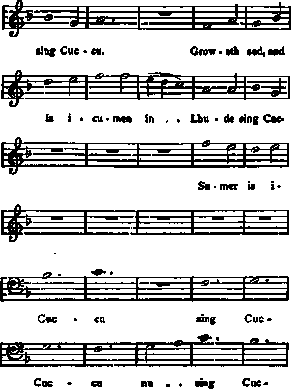 sing Cuc - cu. Grow - eth sed, and
is i - cu - men in . . Lhu - de sing Cuc-
Su - mer is i -
Cuc - cu sing Cuc -
Cuc - cu nu . . sing Cuc-